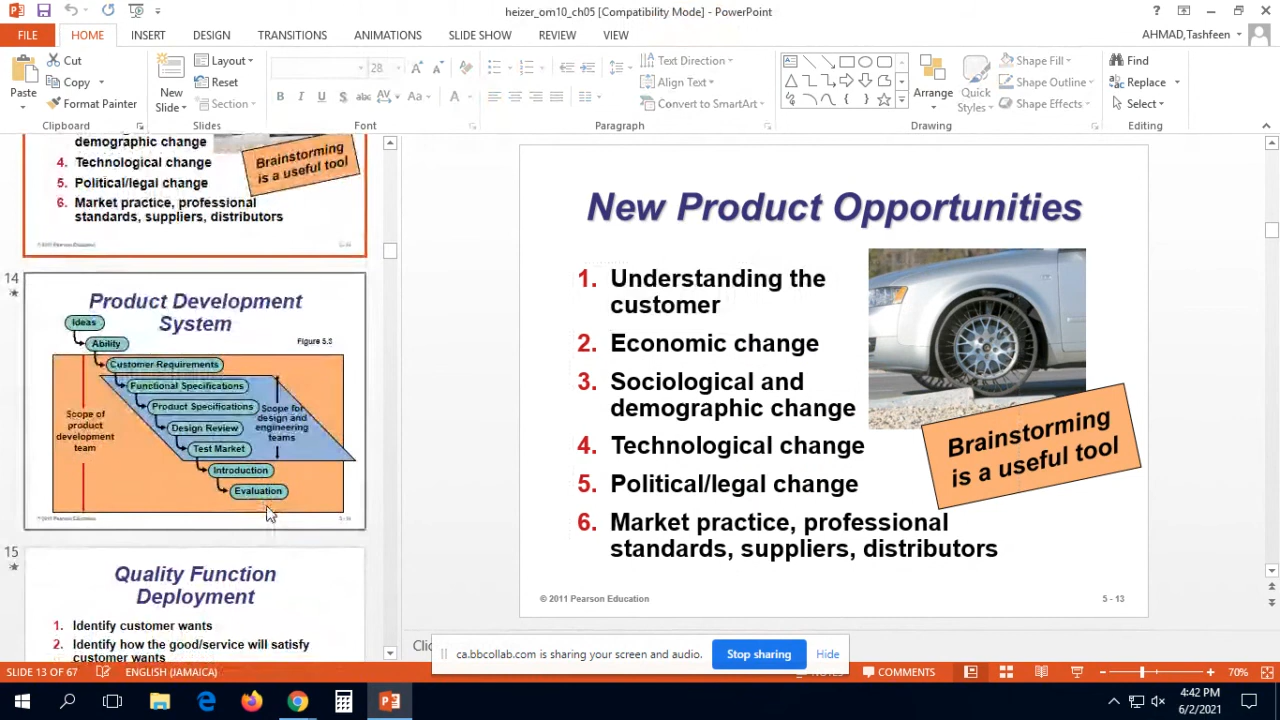 heizer_om10_ch05 [Compatibility Mode] - PowerPoint
FILE HOME INSERT DESIGN TRANSITIONS ANIMATIONS SLIDE SHOW REVIEW VIEW AHMAD,Tashfeen
Paste
Cut
Copy
Format Painter
Clipboard
New Slide
Layout
Reset
Section
Slides
28
B I U S abc AV Aa A
Font
Text Direction
Align Text
Convert to SmartArt
Paragraph
Arrange
Quick Styles
Shape Fill
Shape Outline
Shape Effects
Drawing
Find
Replace
Select
Editing
demographic change
4. Technological change
5. Political/legal change
6. Market practice, professional
standards, suppliers, distributors
Brainstorming
is a useful tool
14
Product Development
System
Figure 5.3
Ideas
Ability
Customer Requirements
Functional Specifications
Product Specifications
Design Review
Test Market
Introduction
Evaluation
Scope of
product
development
team
Scope for
design and
engineering
teams
15
Quality Function
Deployment
1. Identify customer wants
2. Identify how the good/service will satisfy
customer wants
New Product Opportunities
1. Understanding the
customer
2. Economic change
3. Sociological and
demographic change
4. Technological change
5. Political/legal change
6. Market practice, professional
standards, suppliers, distributors
Brainstorming
is a useful tool
© 2011 Pearson Education
5 - 13
ca.bbcollab.com is sharing your screen and audio.
Stop sharing
Hide
SLIDE 13 OF 67
ENGLISH (JAMAICA)
COMMENTS
70%
4:42 PM
6/2/2021